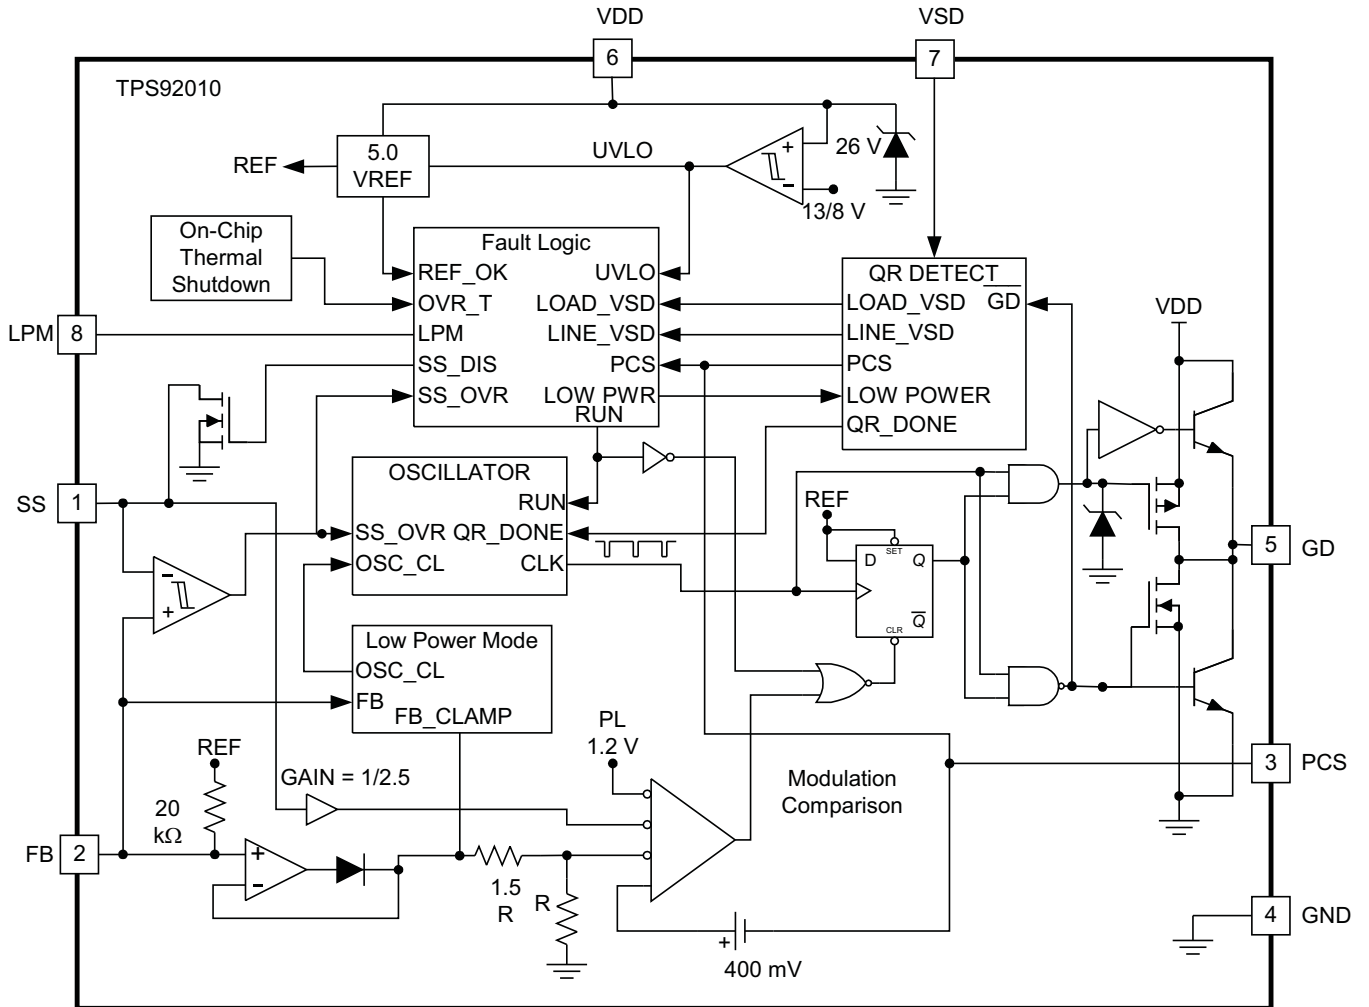 VDD
VSD
6
7
TPS92010
5.0
VREF
REF
UVLO
+
-
26 V
13/8 V
On-Chip
Thermal
Shutdown
Fault Logic
REF_OK
UVLO
OVR_T
LOAD_VSD
LPM
LINE_VSD
SS_DIS
PCS
SS_OVR
LOW PWR
RUN
QR DETECT
LOAD_VSD
GD
LINE_VSD
PCS
LOW POWER
QR_DONE
VDD
LPM
8
SS
1
OSCILLATOR
RUN
SS_OVR
QR_DONE
OSC_CL
CLK
REF
SET
D
Q
Q
CLR
5
GD
-
+
Low Power Mode
OSC_CL
FB
FB_CLAMP
REF
GAIN = 1/2.5
PL
1.2 V
Modulation
Comparison
3
PCS
20
kΩ
FB
2
+
-
1.5
R
R
+
400 mV
4
GND